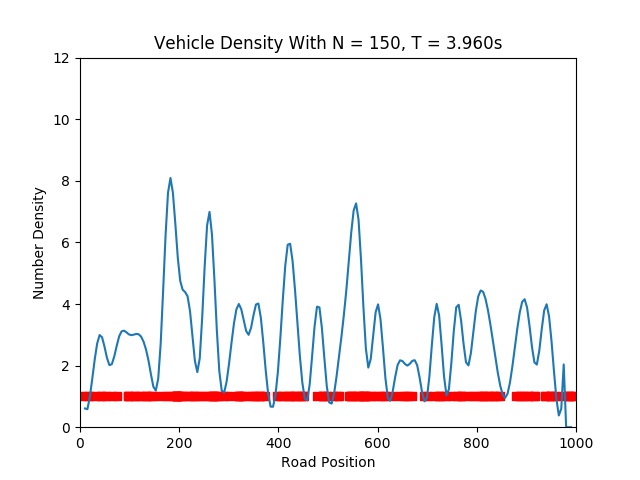 Vehicle Density With N = 150, T = 3.960s
12
10
8
6
4
2
0
Number Density
0 200 400 600 800 1000
Road Position